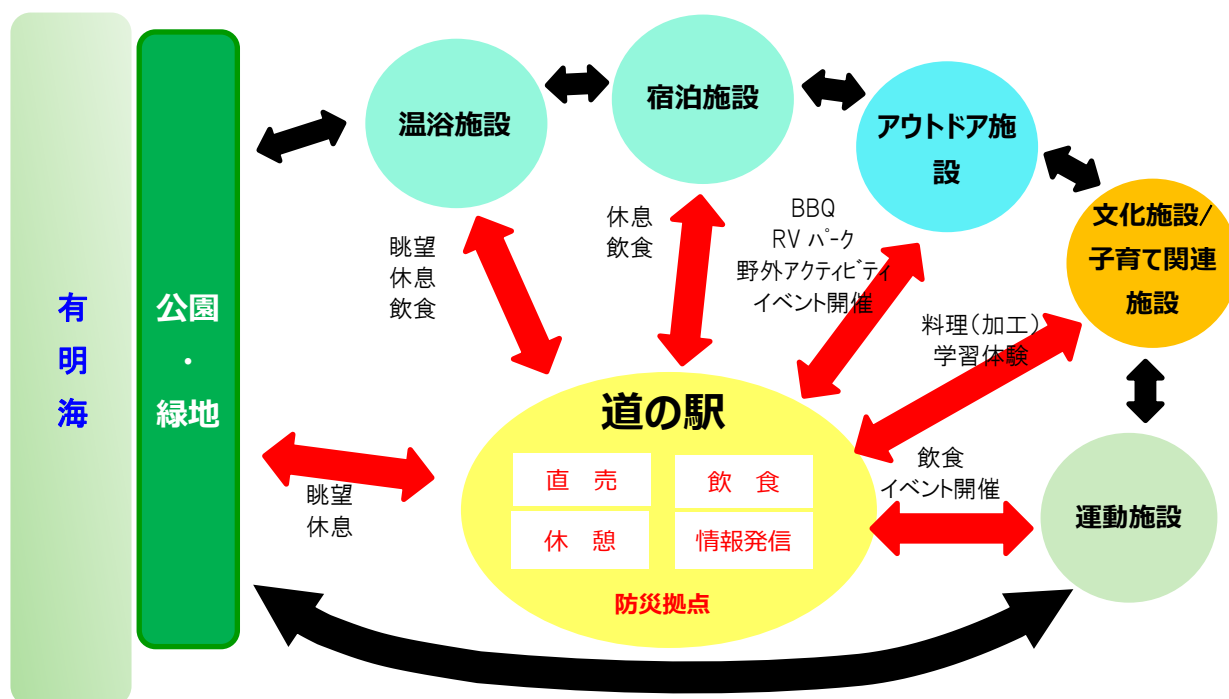 有
明
海
公園
・
緑地
温浴施設
宿泊施設
アウトドア施
設
文化施設/
子育て関連
施設
運動施設
眺望
休息
飲食
休息
飲食
BBQ
RVパーク
野外アクティビティ
イベント開催
料理(加工)
学習体験
飲食
イベント開催
眺望
休息
道の駅
直 売
飲 食
休 憩
情報発信
防災拠点